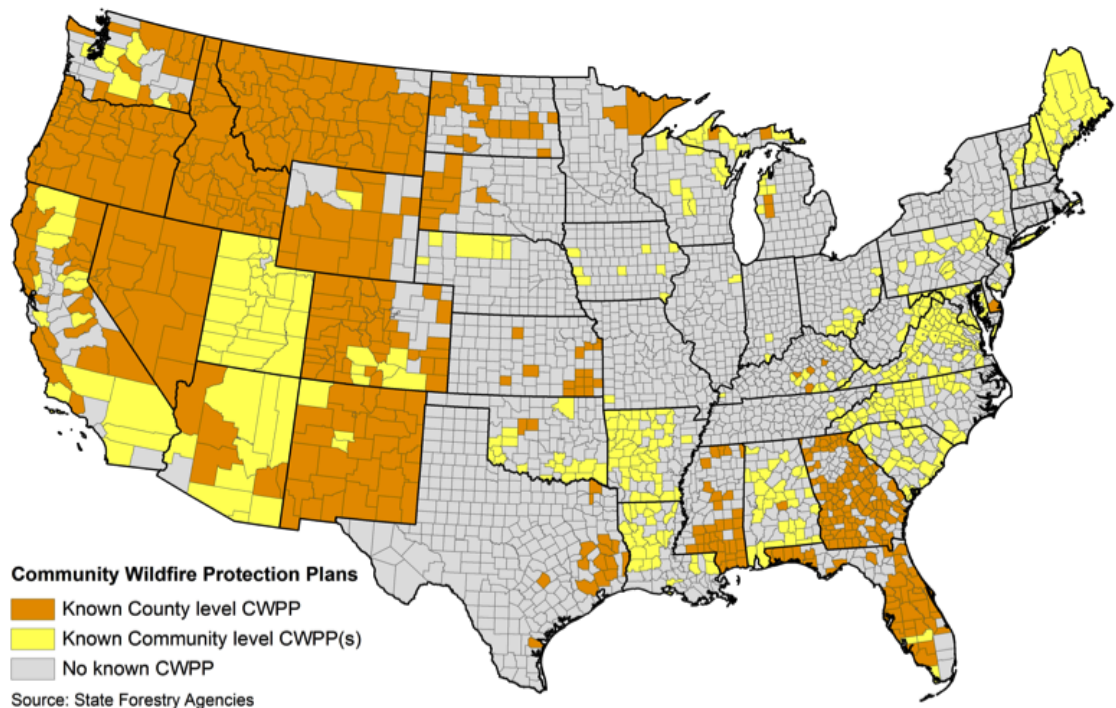 Community Wildfire Protection Plans
Known County level CWPP
Known Community level CWPP(s)
No known CWPP
Source: State Forestry Agencies